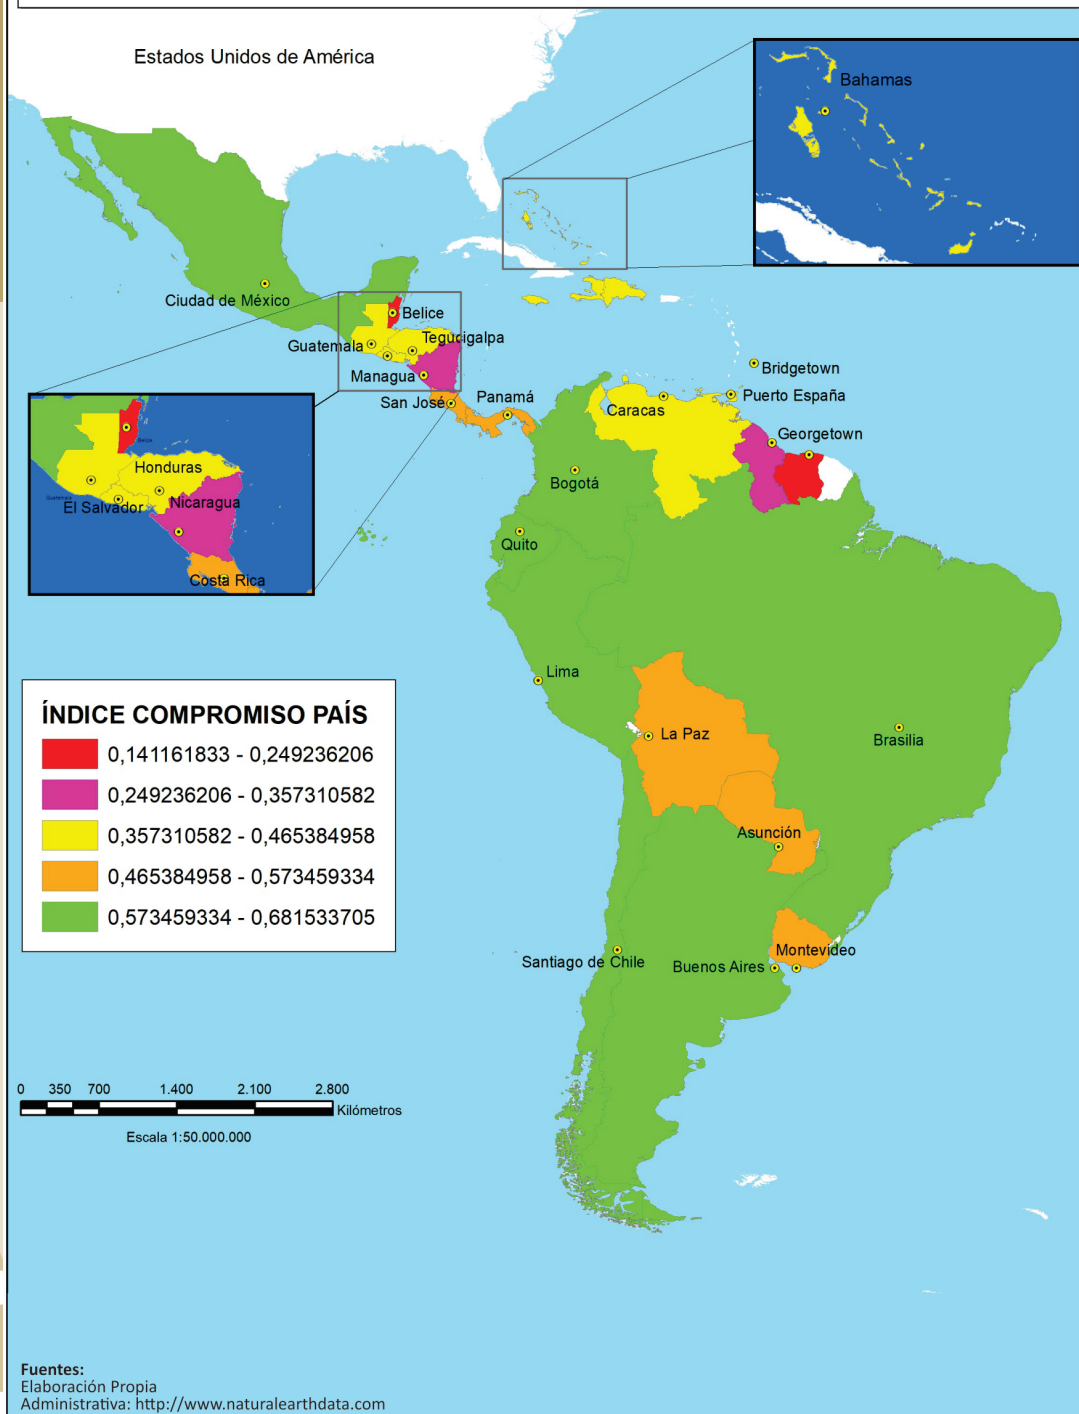 Estados Unidos de América
Bahamas
Ciudad de México
Belice
Guatemala
Tegucigalpa
Managua
San José
Panamá
Caracas
Bridgetown
Puerto España
Georgetown
Belice
Honduras
Guatemala
El Salvador
Nicaragua
Costa Rica
Bogotá
Quito
Lima
La Paz
Brasilia
Asunción
Santiago de Chile
Buenos Aires
Montevideo
ÍNDICE COMPROMISO PAÍS
0,141161833 - 0,249236206
0,249236206 - 0,357310582
0,357310582 - 0,465384958
0,465384958 - 0,573459334
0,573459334 - 0,681533705
0 350 700 1.400 2.100 2.800
Kilómetros
Escala 1:50.000.000
Fuentes:
Elaboración Propia
Administrativa: http://www.naturalearthdata.com